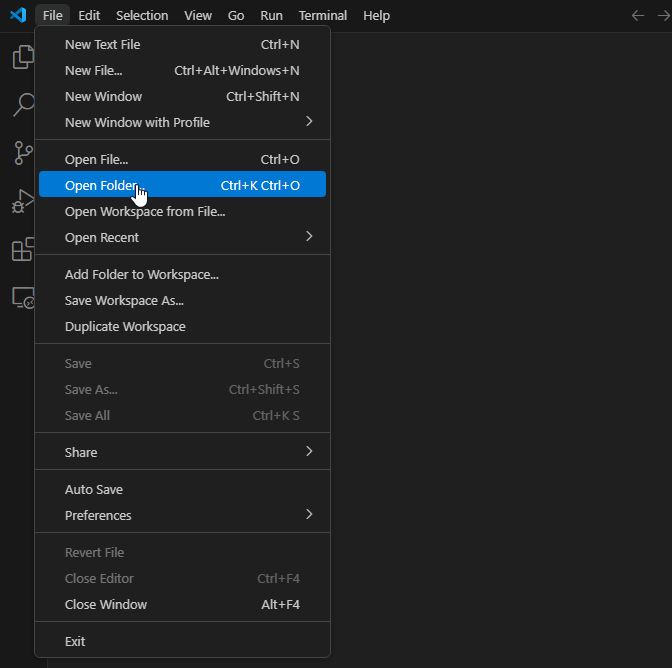 File Edit Selection View Go Run Terminal Help
New Text File Ctrl+N
New File... Ctrl+Alt+Windows+N
New Window Ctrl+Shift+N
New Window with Profile
Open File... Ctrl+O
Open Folder... Ctrl+K Ctrl+O
Open Workspace from File...
Open Recent
Add Folder to Workspace...
Save Workspace As...
Duplicate Workspace
Save Ctrl+S
Save As... Ctrl+Shift+S
Save All Ctrl+K S
Share
Auto Save
Preferences
Revert File
Close Editor Ctrl+F4
Close Window Alt+F4
Exit